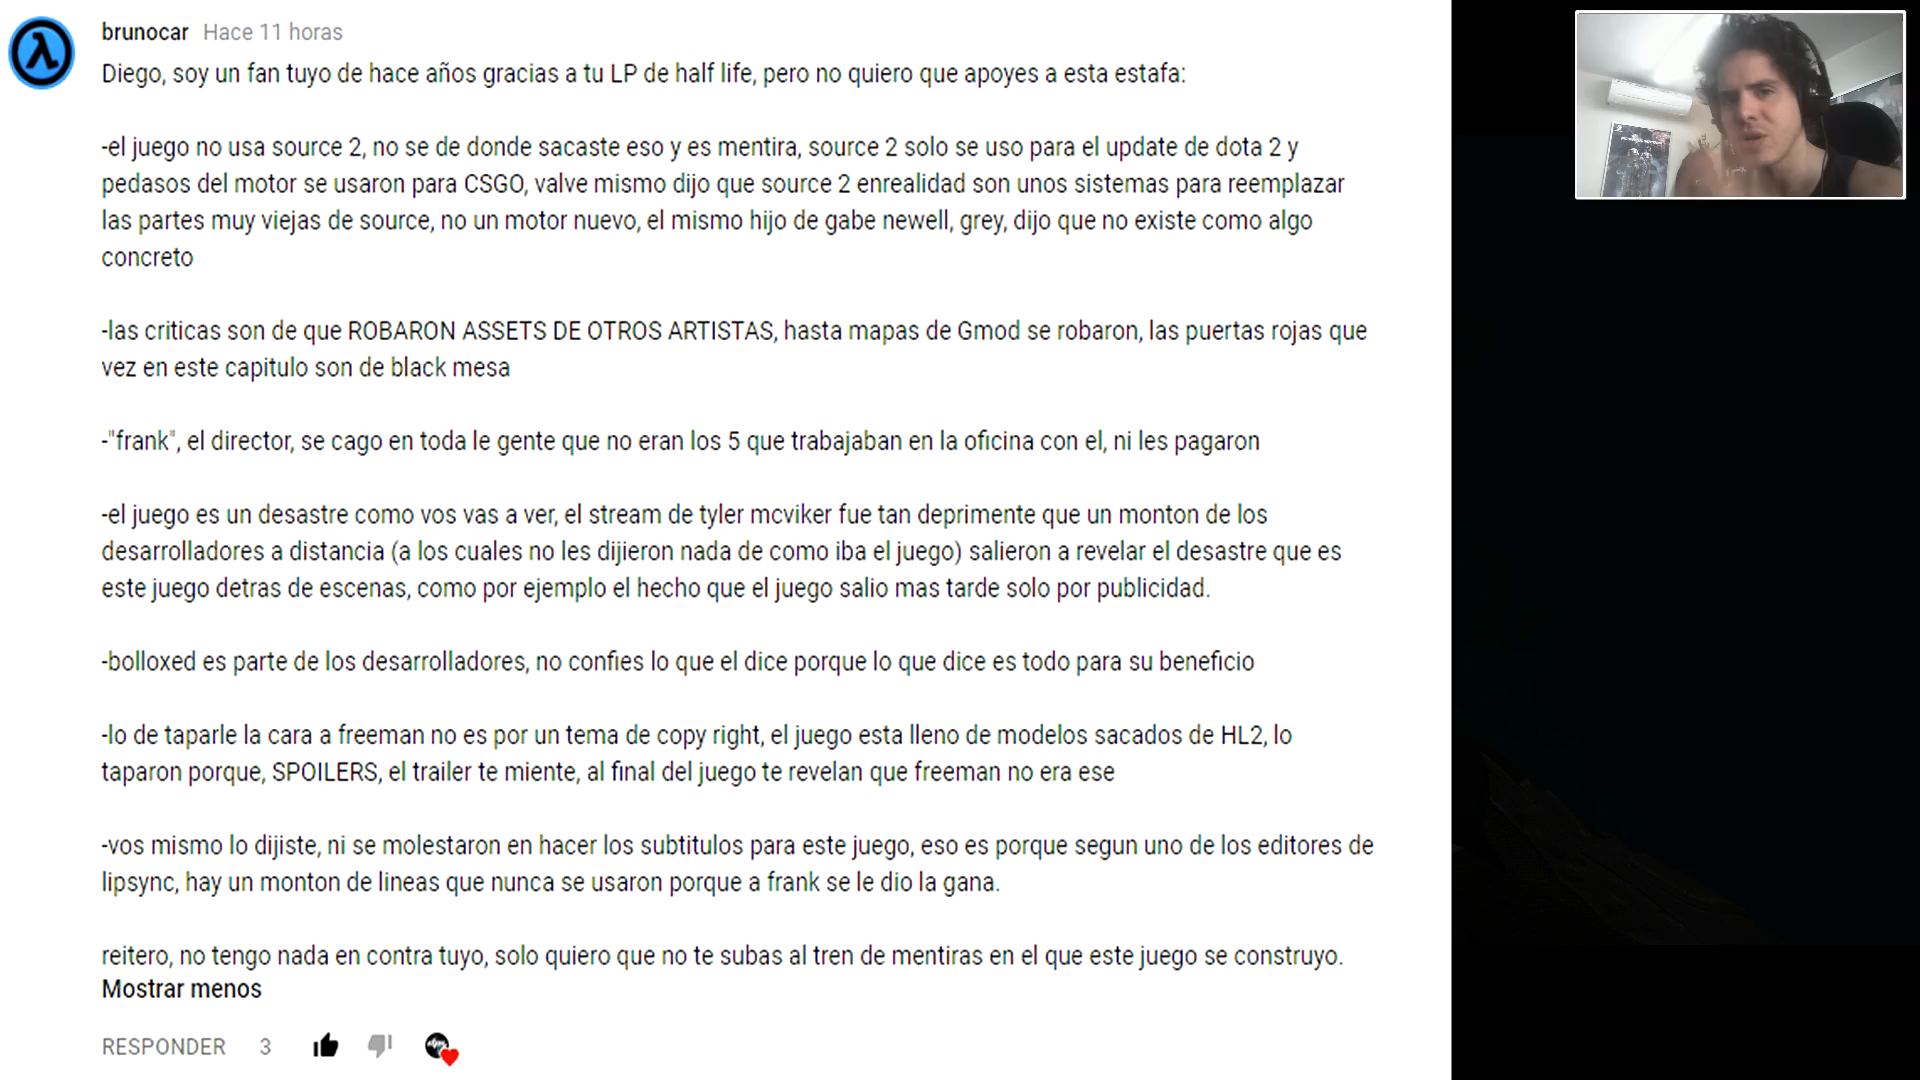 brunocar Hace 11 horas
Diego, soy un fan tuyo de hace años gracias a tu LP de half life, pero no quiero que apoyes a esta estafa:
-el juego no usa source 2, no se de donde sacaste eso y es mentira, source 2 solo se uso para el update de dota 2 y
pedasos del motor se usaron para CSGO, valve mismo dijo que source 2 enrealidad son unos sistemas para reemplazar
las partes muy viejas de source, no un motor nuevo, el mismo hijo de gabe newell, grey, dijo que no existe como algo
concreto
-las criticas son de que ROBARON ASSETS DE OTROS ARTISTAS, hasta mapas de Gmod se robaron, las puertas rojas que
vez en este capitulo son de black mesa
-"frank", el director, se cago en toda le gente que no eran los 5 que trabajaban en la oficina con el, ni les pagaron
-el juego es un desastre como vos vas a ver, el stream de tyler mcviker fue tan deprimente que un monton de los
desarrolladores a distancia (a los cuales no les dijieron nada de como iba el juego) salieron a revelar el desastre que es
este juego detras de escenas, como por ejemplo el hecho que el juego salio mas tarde solo por publicidad.
-bolloxed es parte de los desarrolladores, no confies lo que el dice porque lo que dice es todo para su beneficio
-lo de taparle la cara a freeman no es por un tema de copy right, el juego esta lleno de modelos sacados de HL2, lo
taparon porque, SPOILERS, el trailer te miente, al final del juego te revelan que freeman no era ese
-vos mismo lo dijiste, ni se molestaron en hacer los subtitulos para este juego, eso es porque segun uno de los editores de
lipsync, hay un monton de lineas que nunca se usaron porque a frank se le dio la gana.
reitero, no tengo nada en contra tuyo, solo quiero que no te subas al tren de mentiras en el que este juego se construyo.
Mostrar menos
RESPONDER 3